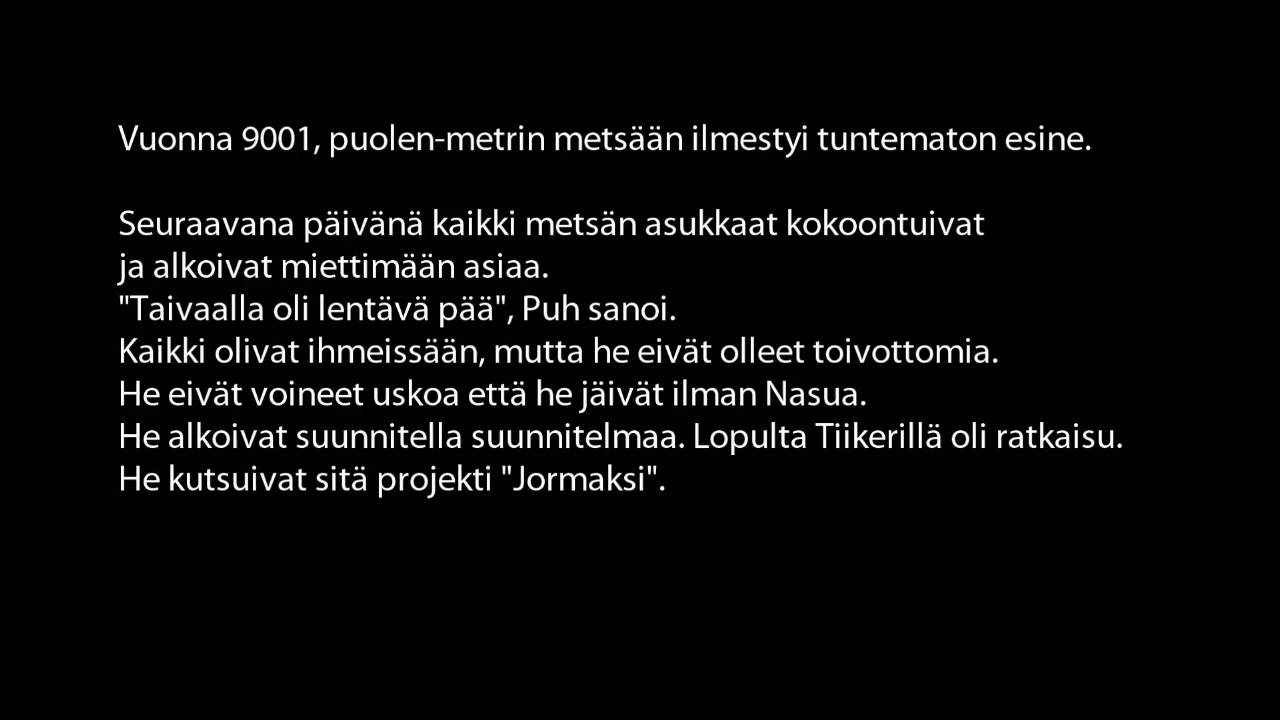 Vuonna 9001, puolen-metrin metsään ilmestyi tuntematon esine.
Seuraavana päivänä kaikki metsän asukkaat kokoontuivat
ja alkoivat miettimään asiaa.
"Taivaalla oli lentävä pää", Puh sanoi.
Kaikki olivat ihmeissään, mutta he eivät olleet toivottomia.
He eivät voineet uskoa että he jäivät ilman Nasua.
He alkoivat suunnitella suunnitelmaa. Lopulta Tiikerillä oli ratkaisu.
He kutsuivat sitä projekti "Jormaksi".